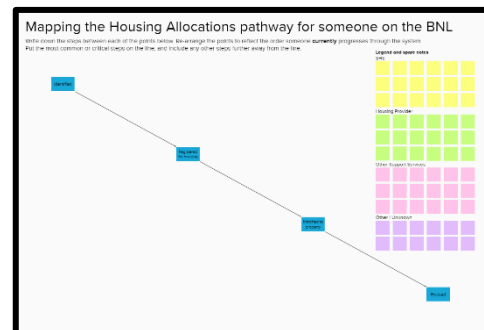 Mapping the Housing Allocations pathway for someone on the BNL
Write down the steps between each of the points below. Re-arrange the points to reflect the order someone currently progresses through the system.
Put the most common or critical steps on the line, and include any other steps further away from the line.
Legend and spare notes
Housing Provider
Other Support Services
Other / Unknown
Identified